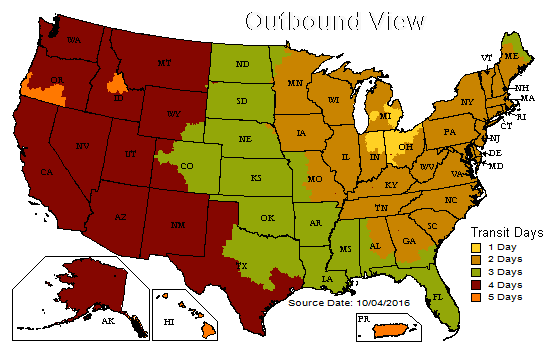 Outbound View
WA
MT
ND
MN
ME
VT
OR
ID
SD
WI
MI
NY
NH
MA
RI
CT
WY
IA
PA
NJ
DE
MD
NV
UT
CO
NE
IL
IN
OH
WV
VA
CA
KS
MO
KY
NC
AZ
NM
OK
AR
TN
SC
TX
MS
AL
GA
LA
FL
AK
HI
PR
Transit Days
1 Day
2 Days
3 Days
4 Days
5 Days
Source Date: 10/04/2016